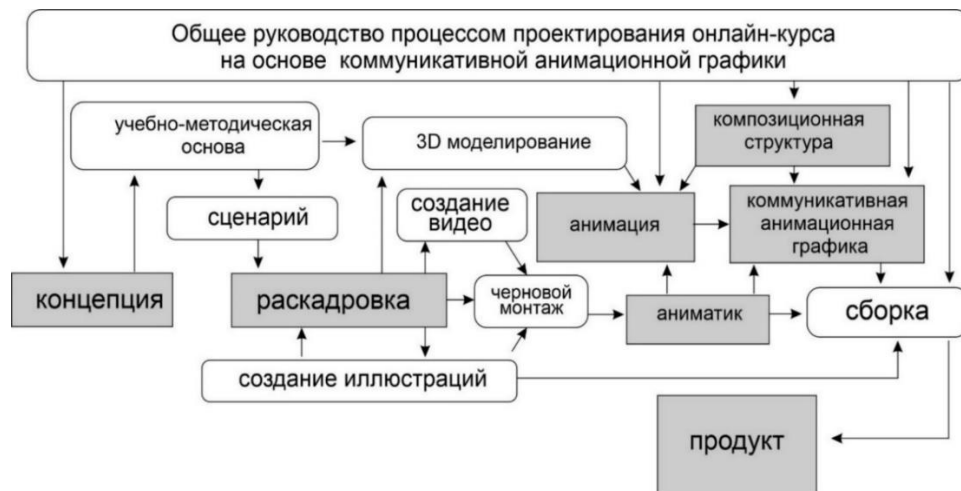 Общее руководство процессом проектирования онлайн-курса
на основе коммуникативной анимационной графики
учебно-методическая
основа
3D моделирование
композиционная
структура
сценарий
создание
видео
анимация
коммуникативная
анимационная
графика
концепция
раскадровка
черновой
монтаж
аниматик
сборка
создание иллюстраций
продукт